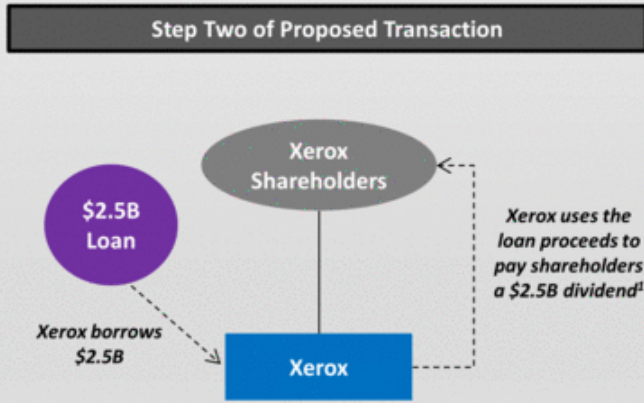 Step Two of Proposed Transaction
Xerox
Shareholders
$2.5B
Loan
Xerox uses the
loan proceeds to
pay shareholders
a $2.5B dividend¹
Xerox borrows
$2.5B
Xerox